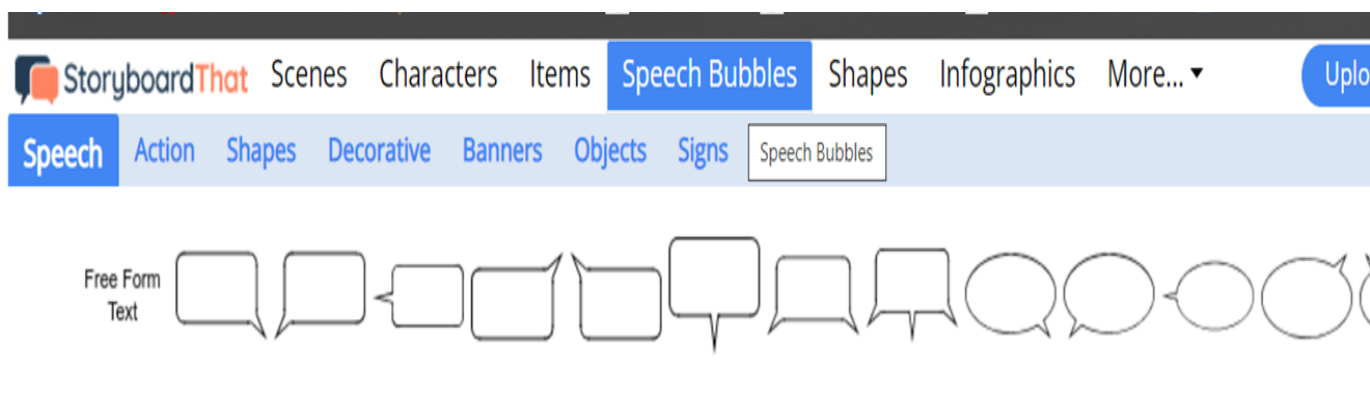 StoryboardThat Scenes Characters Items Speech Bubbles Shapes Infographics More...
Speech Action Shapes Decorative Banners Objects Signs Speech Bubbles
Free Form
Text